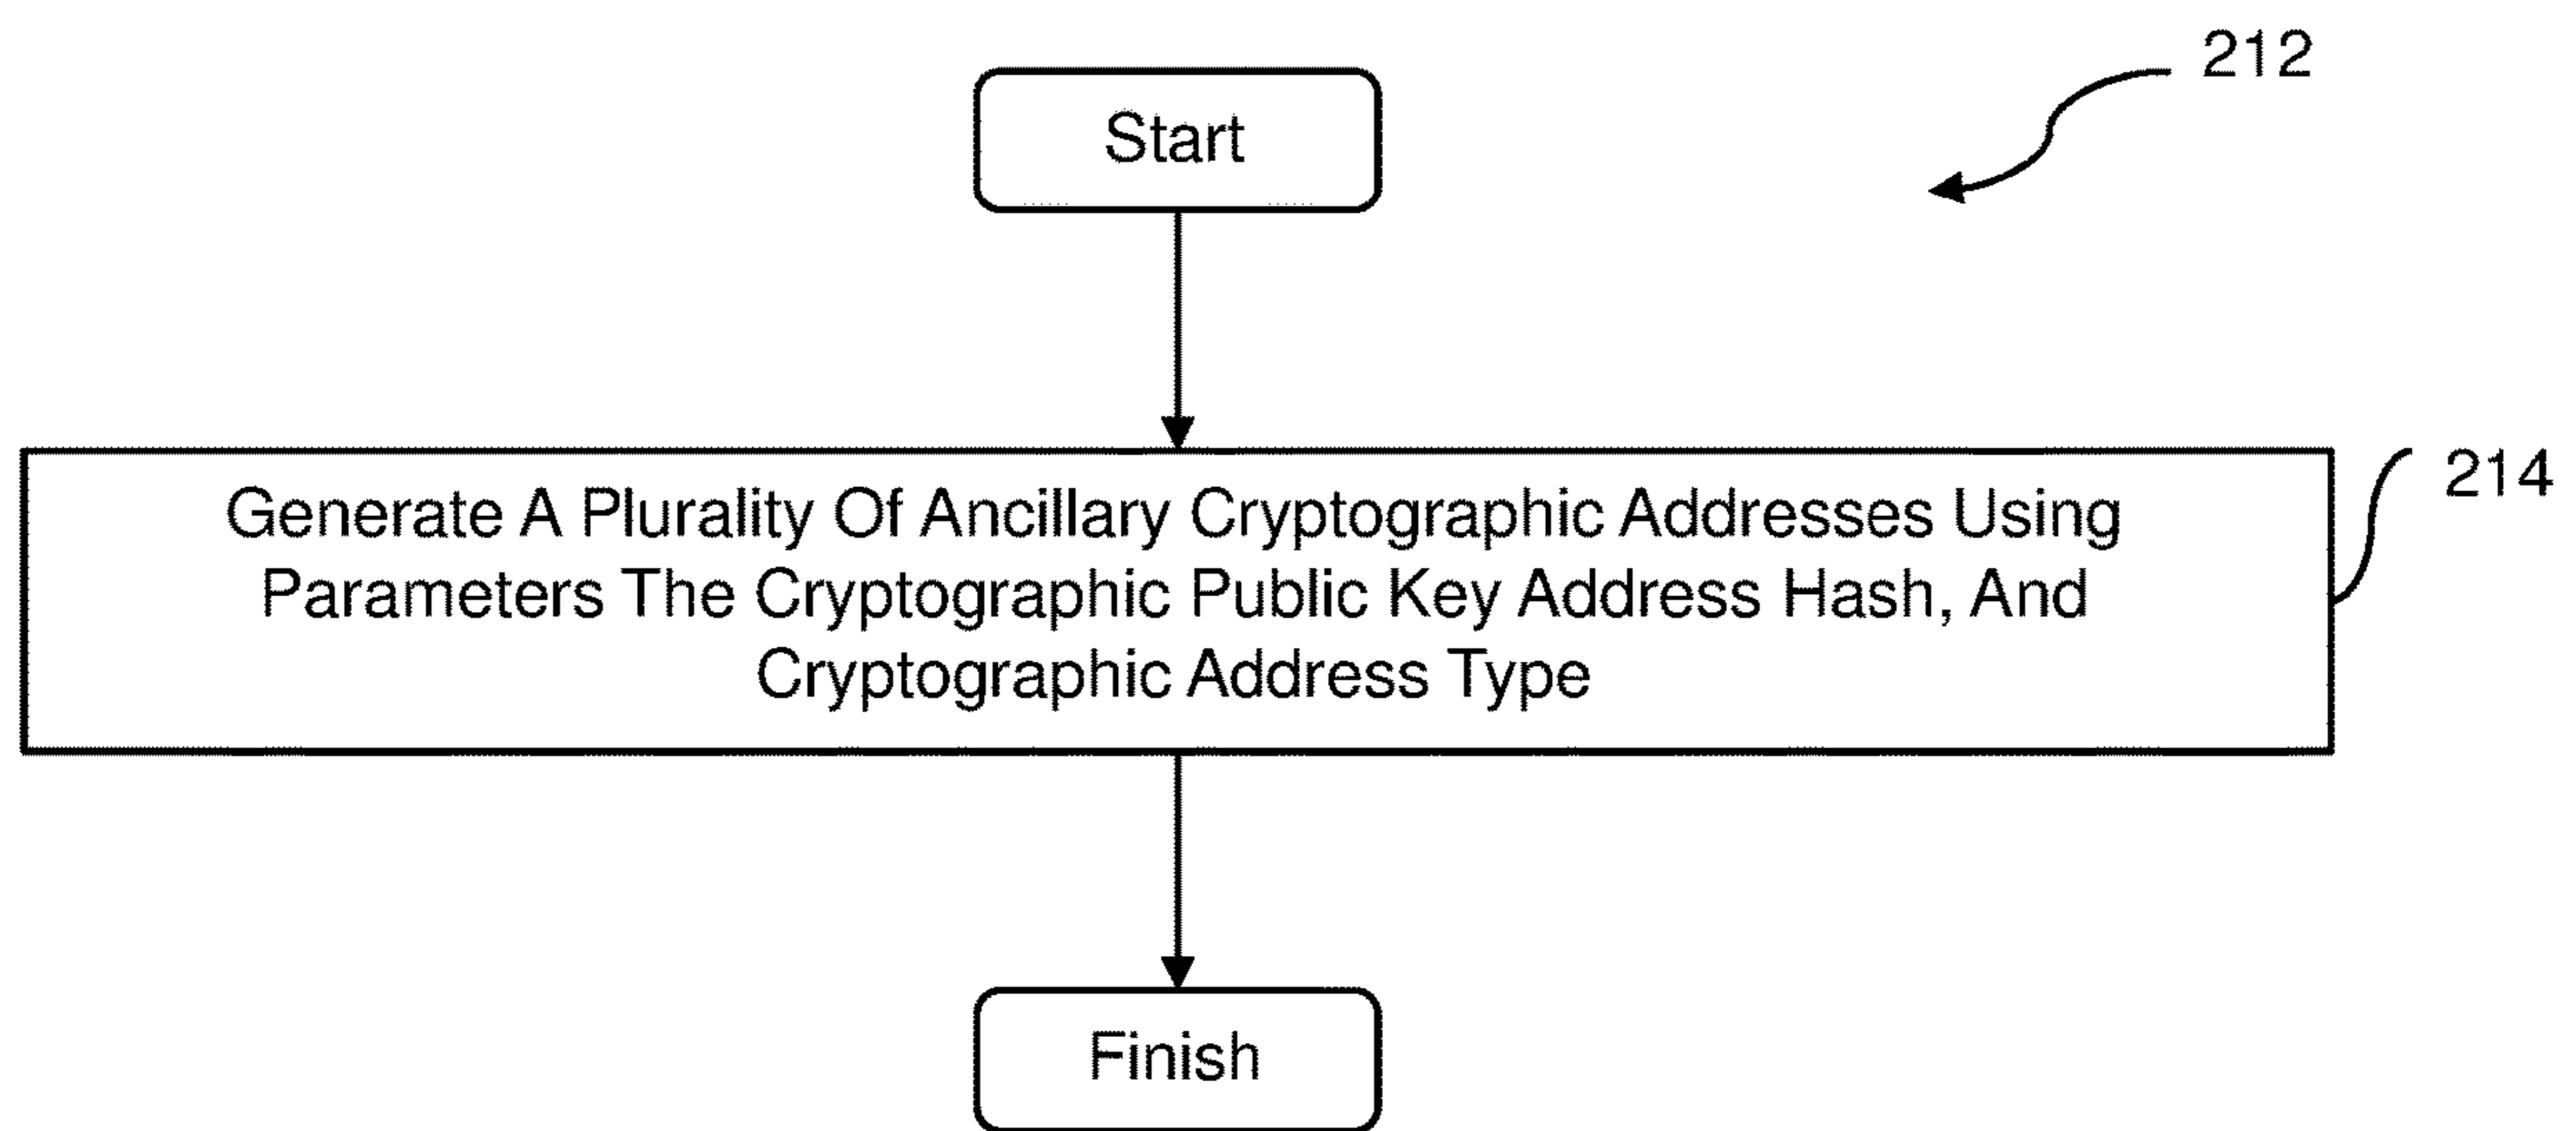 212
Start
Generate A Plurality Of Ancillary Cryptographic Addresses Using
Parameters The Cryptographic Public Key Address Hash, And
Cryptographic Address Type
214
Finish